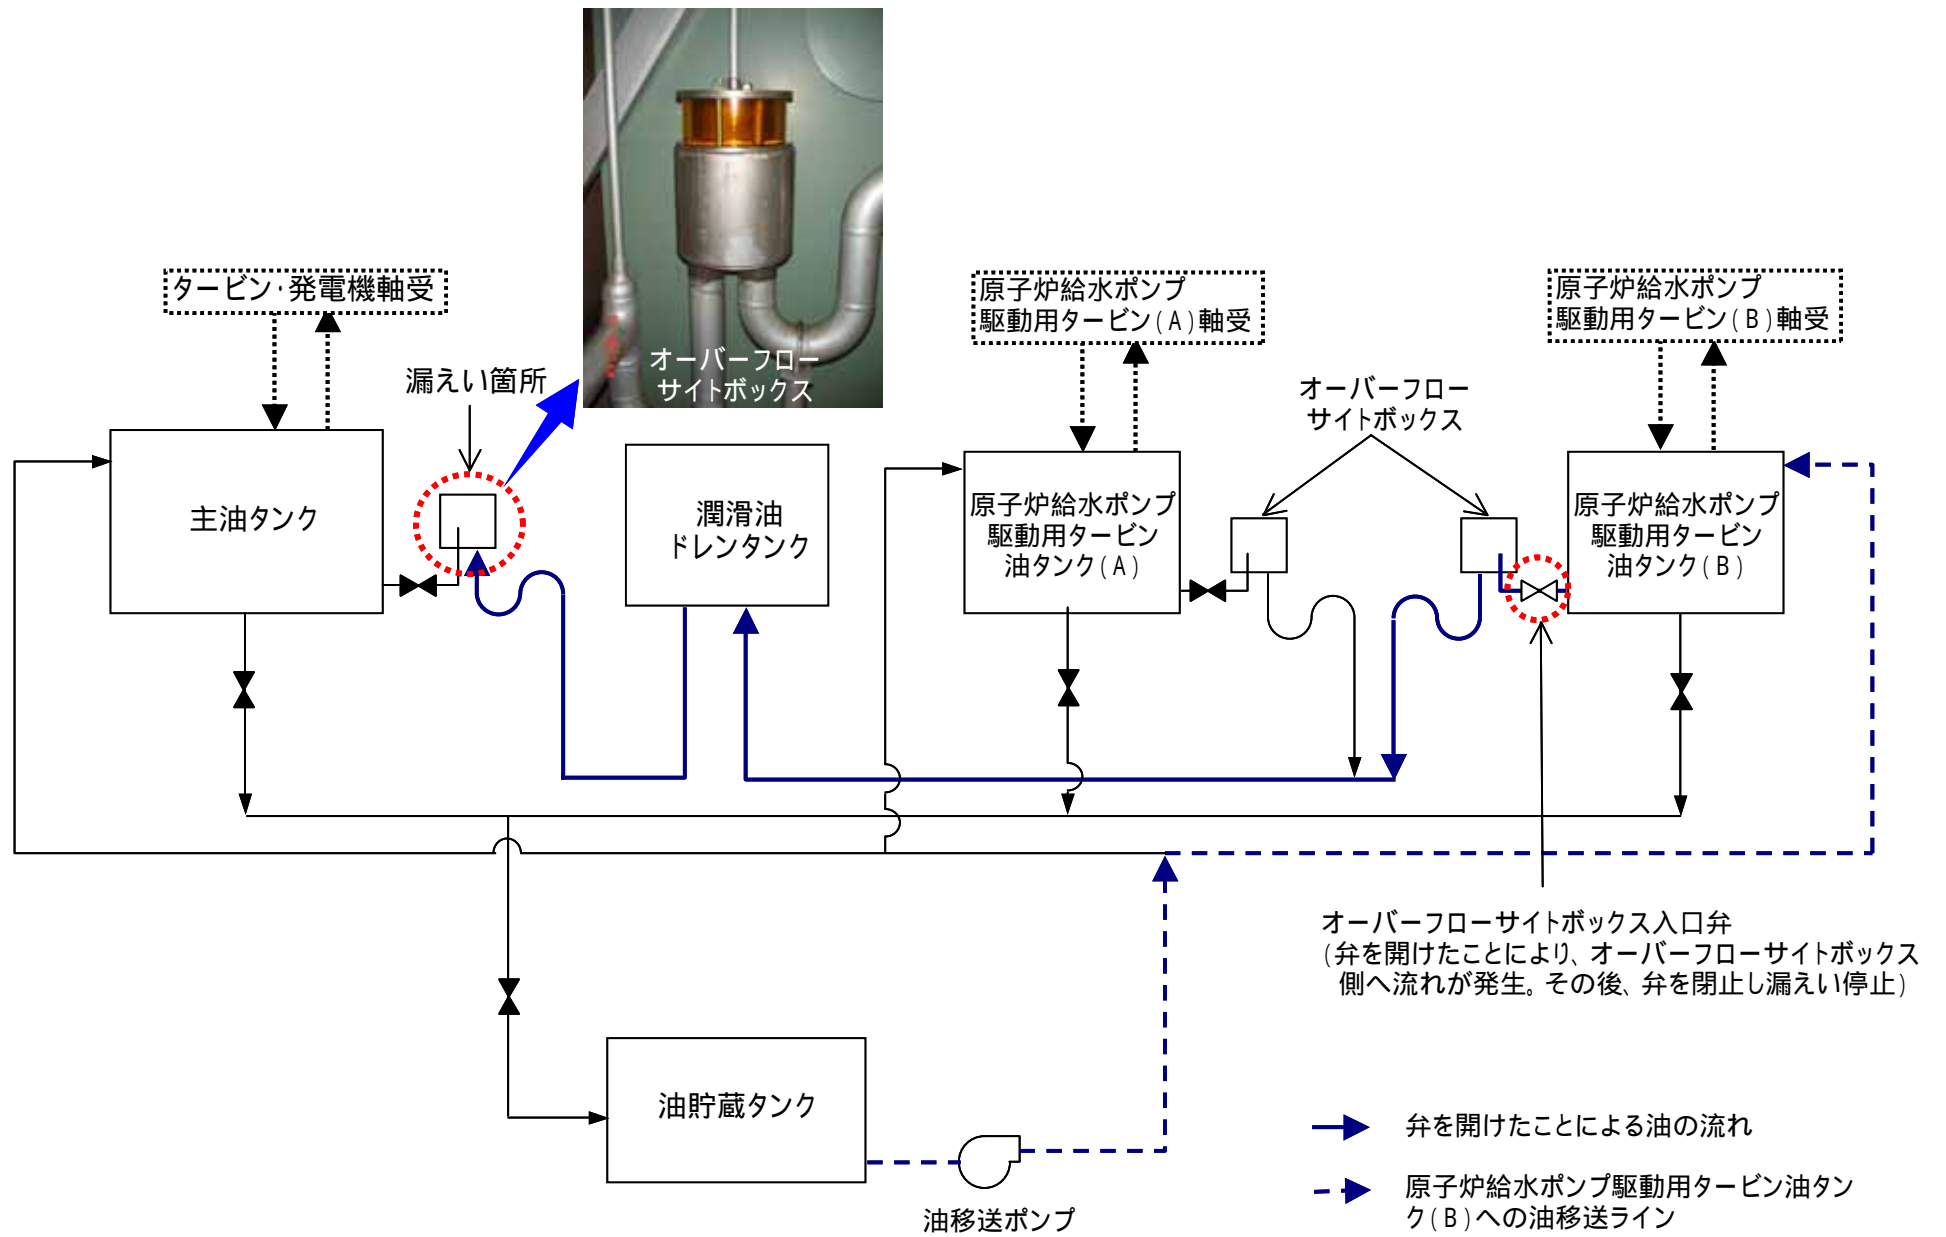 オーバーフロー
サイトボックス
タービン・発電機軸受
原子炉給水ポンプ
駆動用タービン(A)軸受
原子炉給水ポンプ
駆動用タービン(B)軸受
漏えい箇所
オーバーフロー
サイトボックス
主油タンク
潤滑油
ドレンタンク
原子炉給水ポンプ
駆動用タービン
油タンク(A)
原子炉給水ポンプ
駆動用タービン
油タンク(B)
オーバーフローサイトボックス入口弁
(弁を開けたことにより、オーバーフローサイトボックス
側へ流れが発生。その後、弁を閉止し漏えい停止)
油貯蔵タンク
油移送ポンプ
弁を開けたことによる油の流れ
原子炉給水ポンプ駆動用タービン油タン
ク(B)への油移送ライン